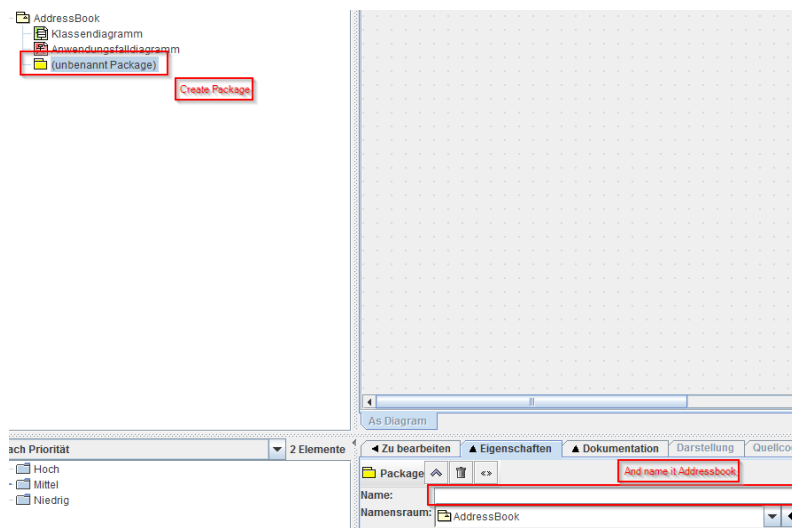 AddressBook
Klassendiagramm
Anwendungsfalldiagramm
(unbenannt Package)
Create Package
As Diagram
ach Priorität
2 Elemente
Hoch
Mittel
Niedrig
Zu bearbeiten
Eigenschaften
Dokumentation
Darstellung
Quellco
Package
And name it Addressbook
Name:
Namensraum:
AddressBook